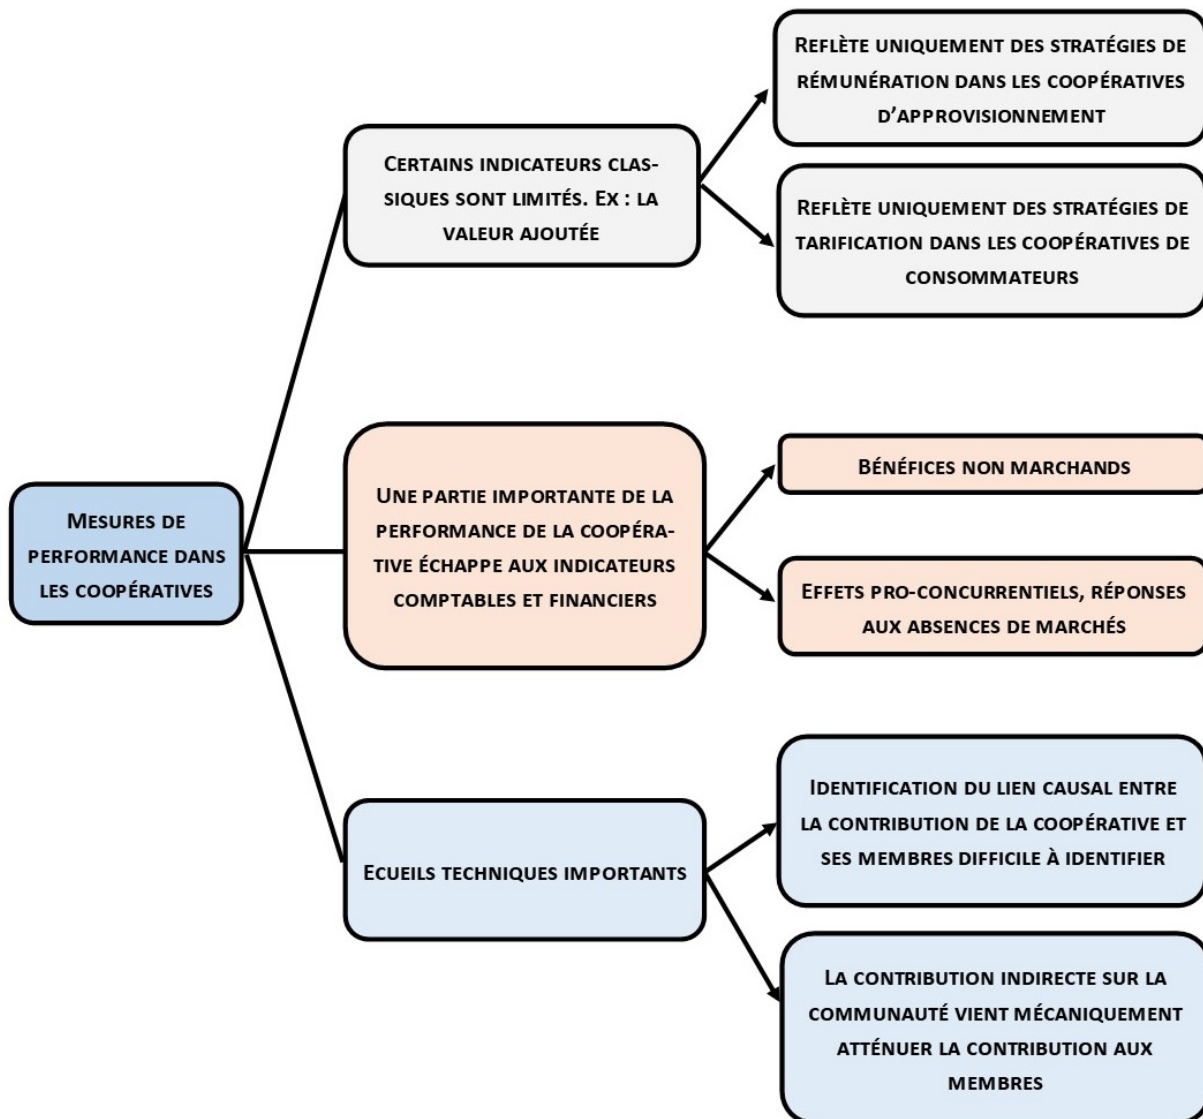 MESURES DE
PERFORMANCE DANS
LES COOPÉRATIVES
CERTAINS INDICATEURS CLAS-
SIQUES SONT LIMITÉS. EX : LA
VALEUR AJOUTÉE
REFLÈTE UNIQUEMENT DES STRATÉGIES DE
RÉMUNÉRATION DANS LES COOPÉRATIVES
D’APPROVISIONNEMENT
REFLÈTE UNIQUEMENT DES STRATÉGIES DE
TARIFICATION DANS LES COOPÉRATIVES DE
CONSOMMATEURS
UNE PARTIE IMPORTANTE DE LA
PERFORMANCE DE LA COOPÉRA-
TIVE ÉCHAPPE AUX INDICATEURS
COMPTABLES ET FINANCIERS
BÉNÉFICES NON MARCHANDS
EFFETS PRO-CONCURRENTIELS, RÉPONSES
AUX ABSENCES DE MARCHÉS
ECUEILS TECHNIQUES IMPORTANTS
IDENTIFICATION DU LIEN CAUSAL ENTRE
LA CONTRIBUTION DE LA COOPÉRATIVE ET
SES MEMBRES DIFFICILE À IDENTIFIER
LA CONTRIBUTION INDIRECTE SUR LA
COMMUNAUTÉ VIENT MÉCANIQUEMENT
ATTÉNUER LA CONTRIBUTION AUX
MEMBRES